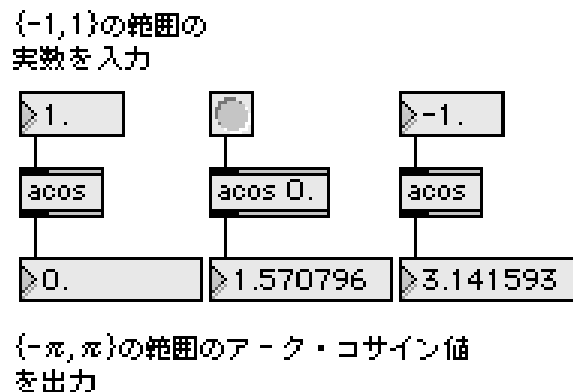 {-1,1}の範囲の
実数を入力
1.
-1.
acos
acos 0.
acos
0.
1.570796
3.141593
{-π,π}の範囲のアーク・コサイン値
を出力